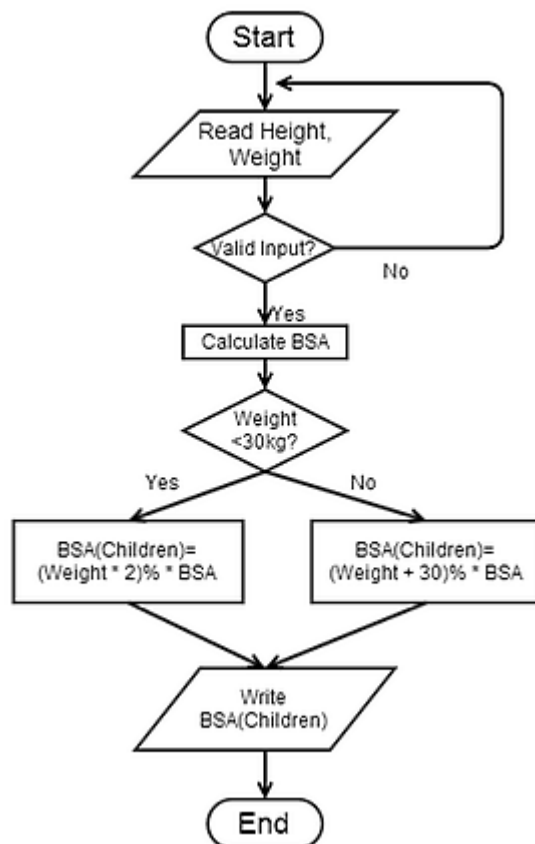 Start
Read Height,
Weight
Valid Input?
No
Yes
Calculate BSA
Weight
<30kg?
Yes
No
BSA(Children)=
(Weight * 2)% * BSA
BSA(Children)=
(Weight + 30)% * BSA
Write
BSA(Children)
End